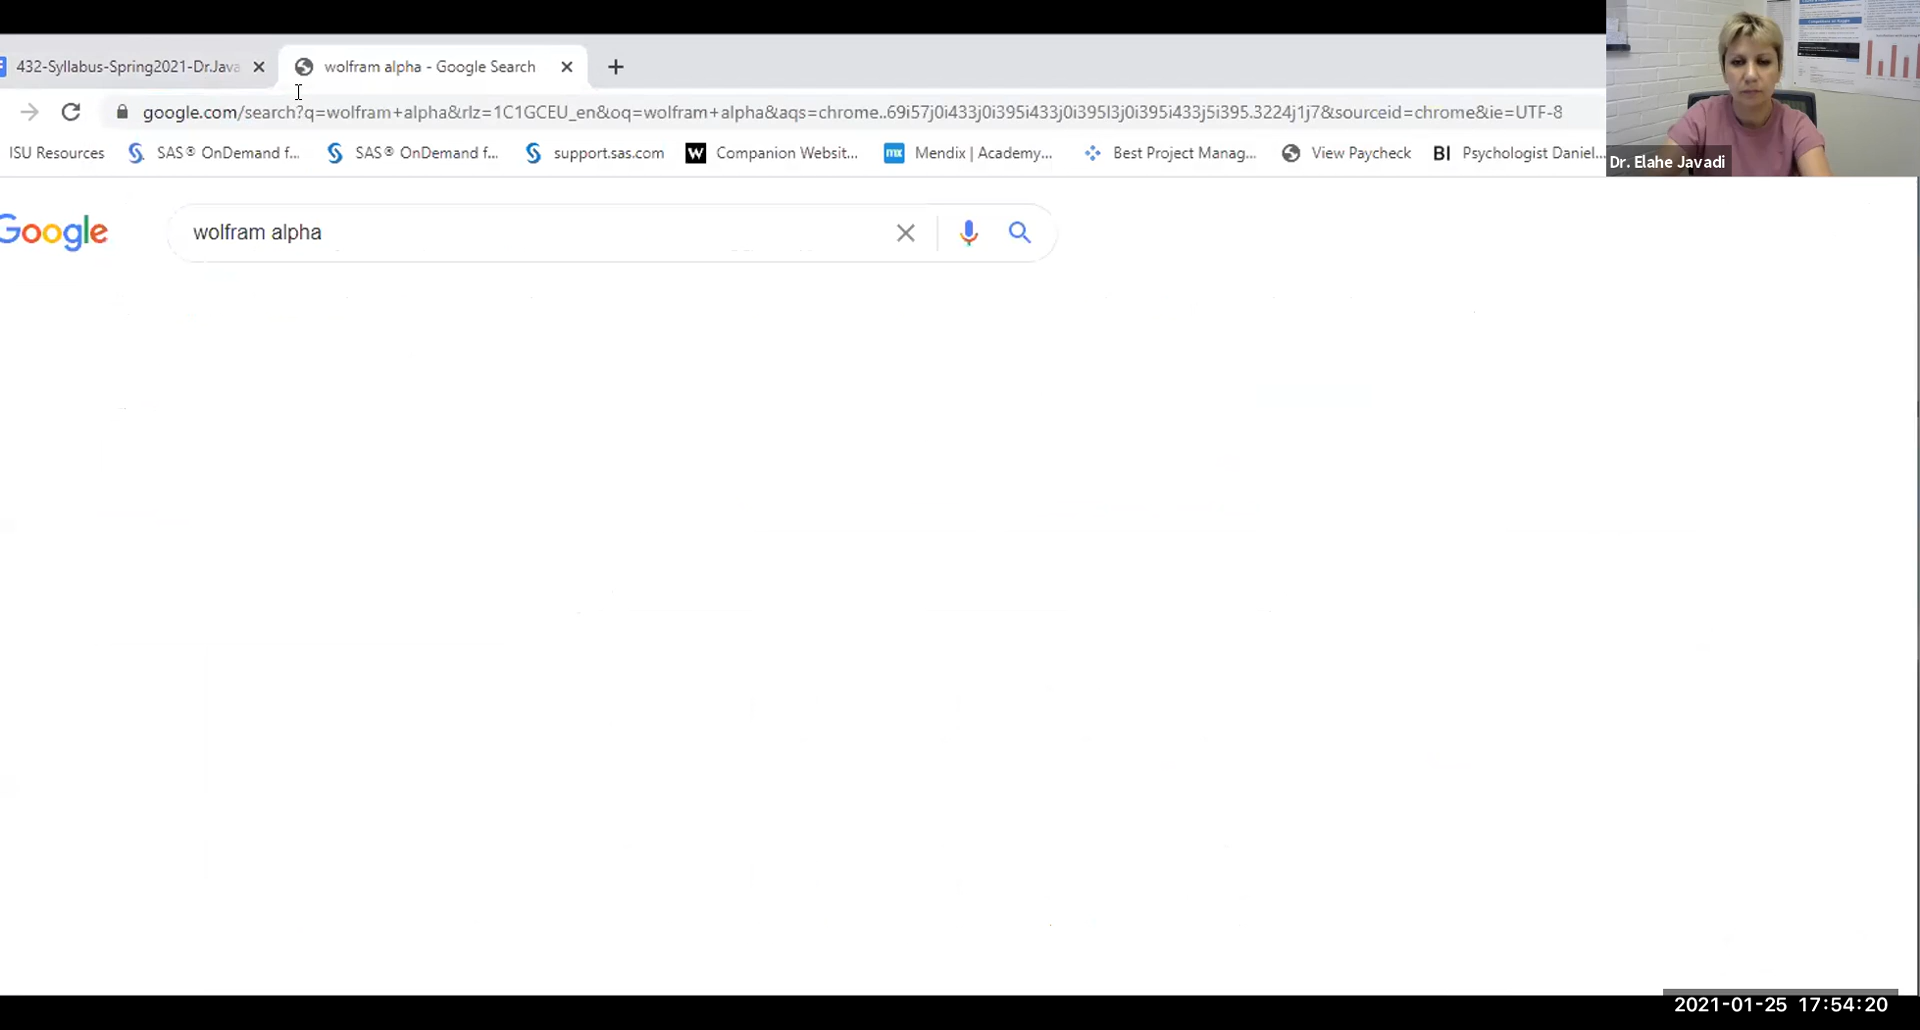 432-Syllabus-Spring2021-Dr.Java
wolfram alpha - Google Search
google.com/search?q=wolfram+alpha&rlz=1C1GCEU_en&oq=wolfram+alpha&aqs=chrome..69i57j0i433j0i395i433j0i395l3j0i395i433j5i395.3224j1j7&sourceid=chrome&ie=UTF-8
ISU Resources SAS® OnDemand f... SAS® OnDemand f... support.sas.com W Companion Websit... mx Mendix | Academy... Best Project Manag... View Paycheck BI Psychologist Daniel...
Dr. Elahe Javadi
Google
wolfram alpha
2021-01-25 17:54:20